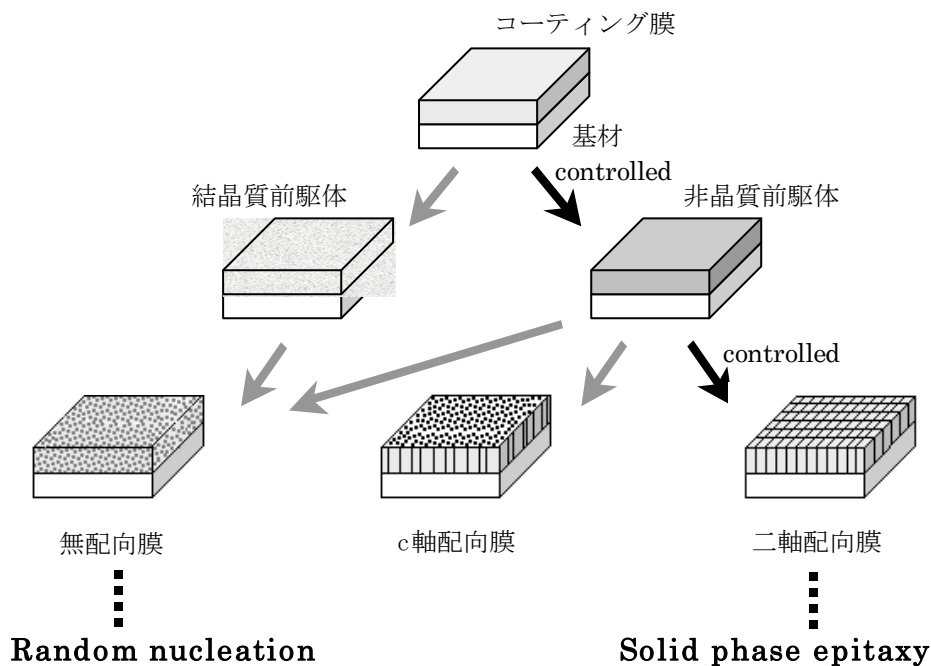 コーティング膜
基材
controlled
結晶質前駆体
非晶質前駆体
controlled
無配向膜
c軸配向膜
二軸配向膜
Random nucleation
Solid phase epitaxy